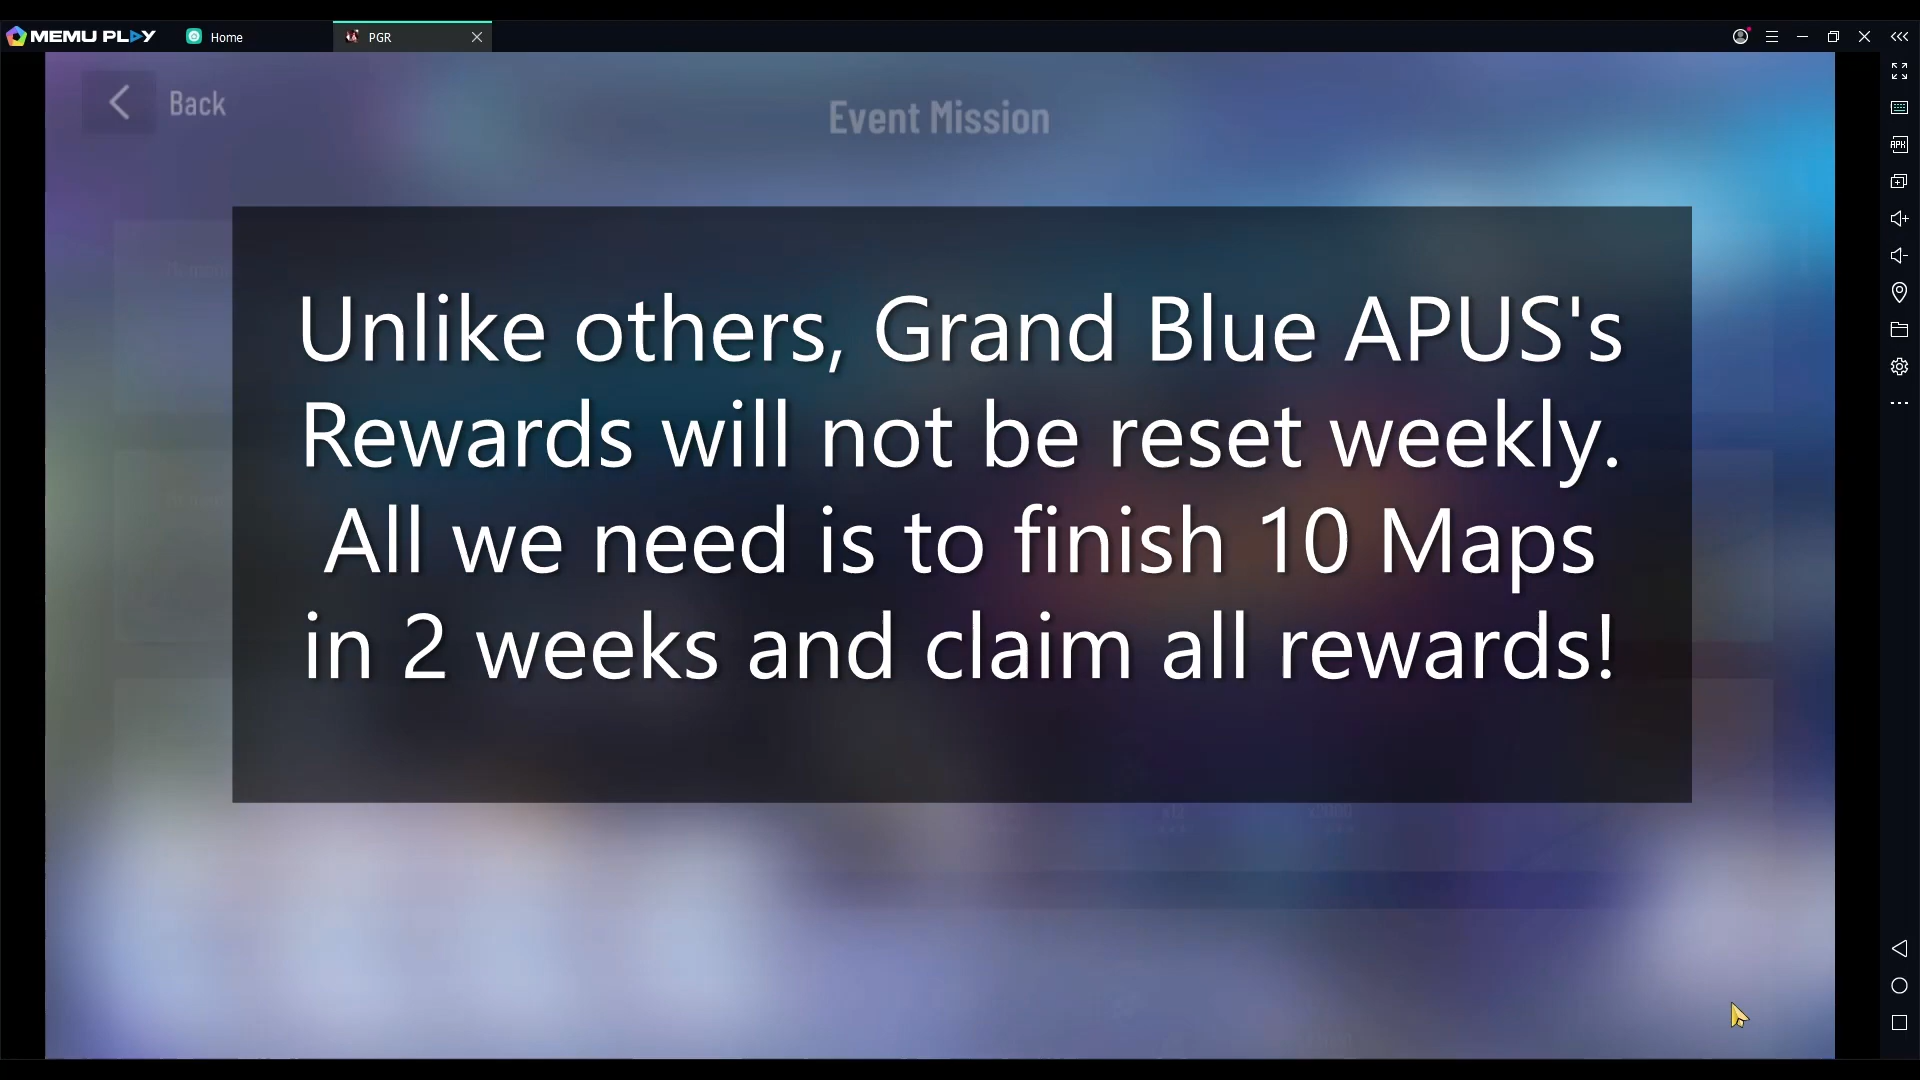 MEMU PLAY
Home
PGR
Back
Event Mission
Unlike others, Grand Blue APUS's
Rewards will not be reset weekly.
All we need is to finish 10 Maps
in 2 weeks and claim all rewards!
APK